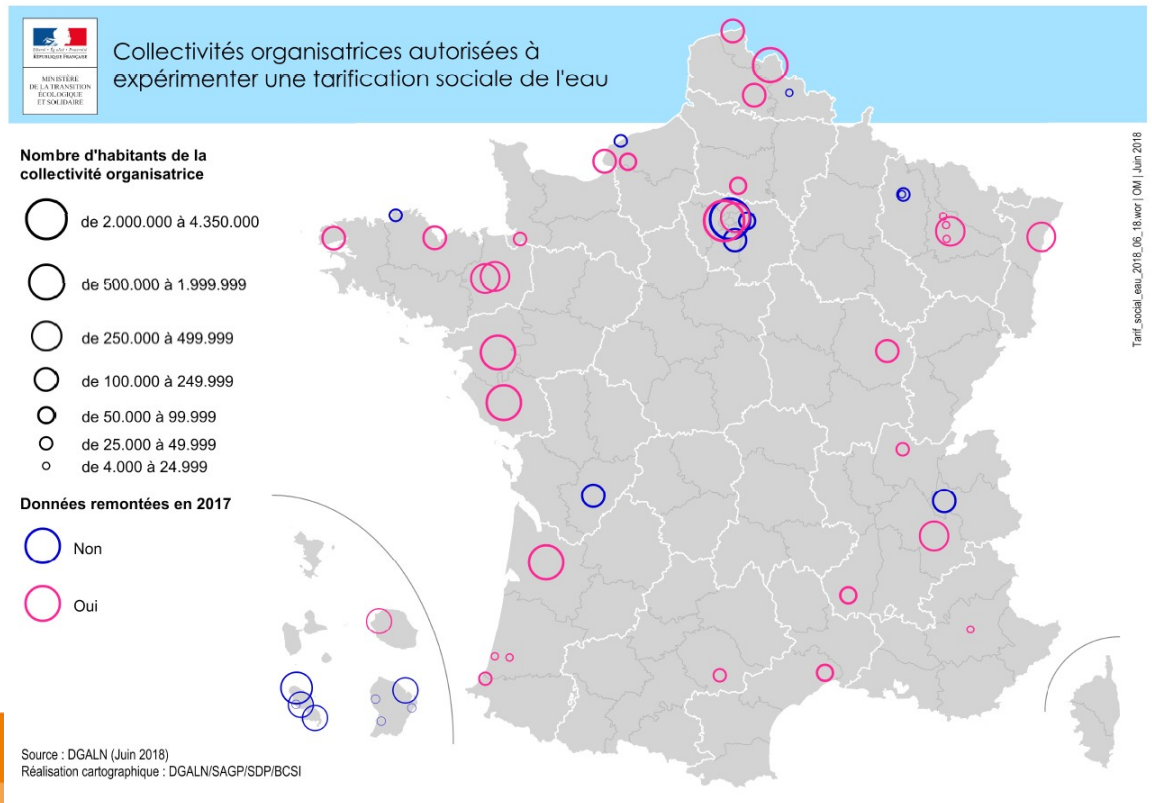 Liberté • Égalité • Fraternité
RÉPUBLIQUE FRANÇAISE
MINISTÈRE
DE LA TRANSITION
ÉCOLOGIQUE
ET SOLIDAIRE
Collectivités organisatrices autorisées à
expérimenter une tarification sociale de l'eau
Nombre d'habitants de la
collectivité organisatrice
de 2.000.000 à 4.350.000
de 500.000 à 1.999.999
de 250.000 à 499.999
de 100.000 à 249.999
de 50.000 à 99.999
de 25.000 à 49.999
de 4.000 à 24.999
Données remontées en 2017
Non
Oui
Source : DGALN (Juin 2018)
Réalisation cartographique : DGALN/SAGP/SDP/BCSI
Tarif_social_eau_2018_06_18.wor | OM | Juin 2018